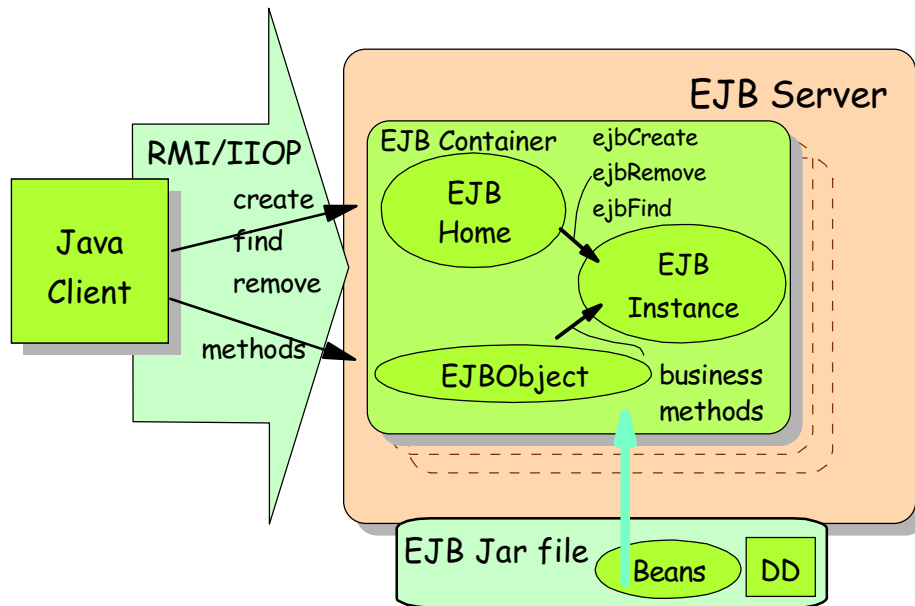 EJB Server
RMI/IIOP
EJB Container
ejbCreate
ejbRemove
ejbFind
create
find
remove
methods
Java
Client
EJB
Home
EJB
Instance
EJBObject
business
methods
EJB Jar file
Beans
DD